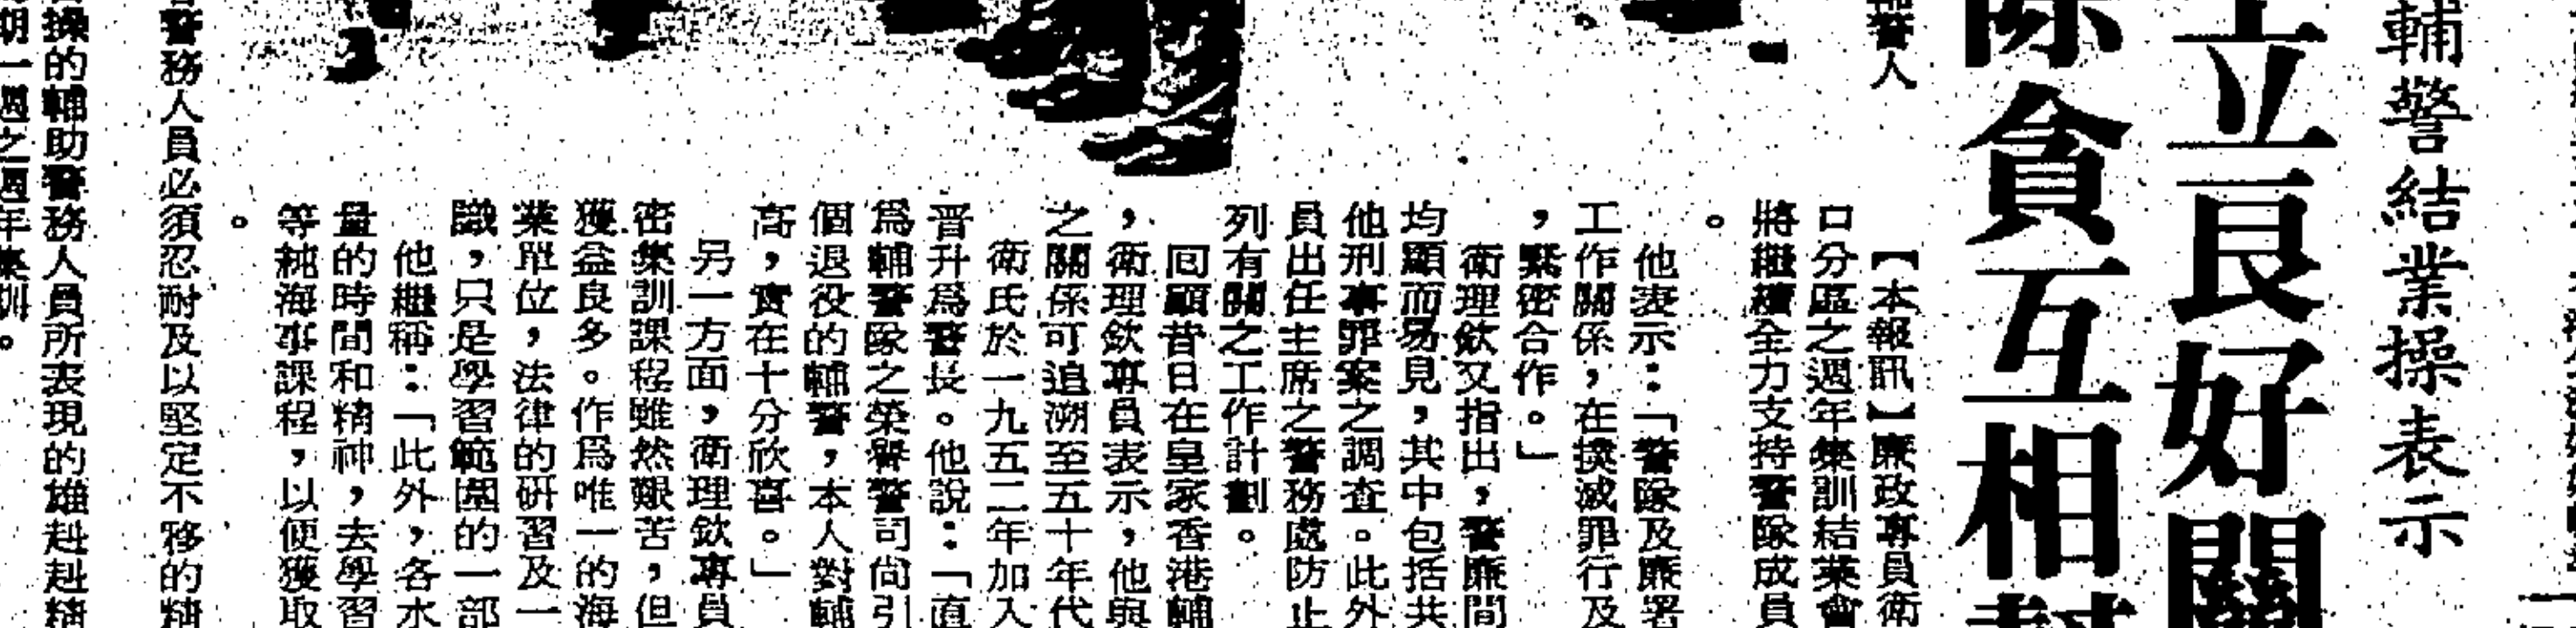 輔警結業操表示
立良好關
除貪互相
警人
【本報訊】廉政專員衛
口分區之週年集訓結業會
將繼續全力支持警隊成員
。
他表示：「警隊及廉署
工作關係，在撲滅罪行及
，緊密合作。」
衛理欽又指出，警廉間
均顯而易見，其中包括共
他刑事罪案之調查。此外
員出任主席之警務處防止
列有關之工作計劃。
回顧昔日在皇家香港輔
，衛理欽專員表示，他與
之關係可追溯至五十年代
衛氏於一九五二年加入
晋升爲警長。他說：「直
爲輔警隊之榮譽警司尙引
個退役的輔警，本人對輔
高，實在十分欣喜。」
另一方面，衛理欽專員
密集訓課程雖然艱苦，但
獲益良多。作爲唯一的海
業單位，法律的硏習及一
識，只是學習範圍的一部
他繼稱：「此外，各水
量的時間和精神，去學習
等純海事課程，以便獲取
。
警務人員必須忍耐及以堅定不移的精
操的輔助警務人員所表現的雄赳赳精
期一週之週年集訓。